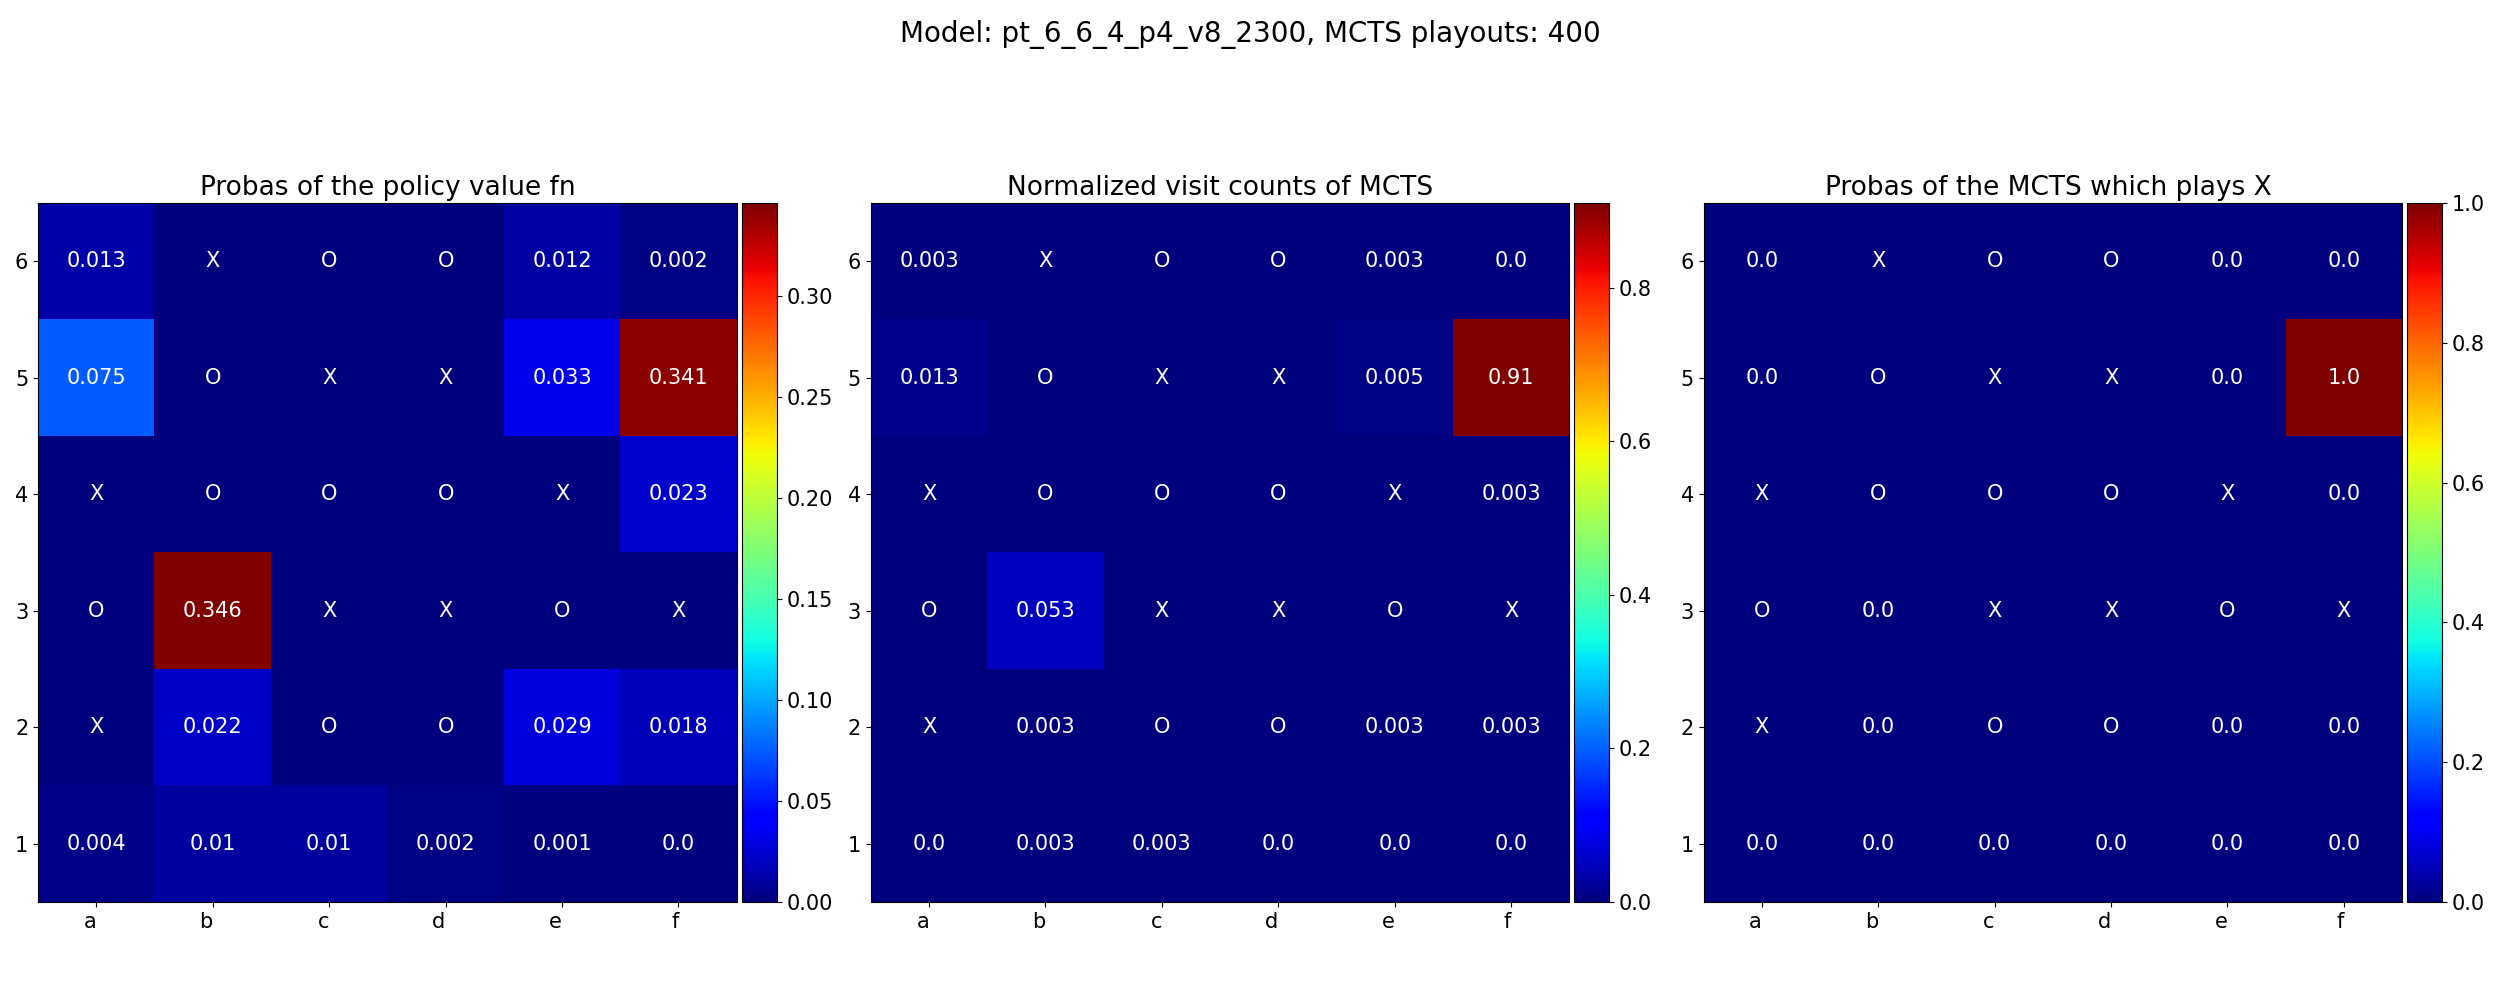 Model: pt_6_6_4_p4_v8_2300, MCTS playouts: 400
Probas of the policy value fn
6 0.013 X O O 0.012 0.002
5 0.075 O X X 0.033 0.341
4 X O O O X 0.023
3 O 0.346 X X O X
2 X 0.022 O O 0.029 0.018
1 0.004 0.01 0.01 0.002 0.001 0.0
a b c d e f
0.30
0.25
0.20
0.15
0.10
0.05
0.00
Normalized visit counts of MCTS
6 0.003 X O O 0.003 0.0
5 0.013 O X X 0.005 0.91
4 X O O O X 0.003
3 O 0.053 X X O X
2 X 0.003 O O 0.003 0.003
1 0.0 0.003 0.003 0.0 0.0 0.0
a b c d e f
0.8
0.6
0.4
0.2
0.0
Probas of the MCTS which plays X
6 0.0 X O O 0.0 0.0
5 0.0 O X X 0.0 1.0
4 X O O O X 0.0
3 O 0.0 X X O X
2 X 0.0 O O 0.0 0.0
1 0.0 0.0 0.0 0.0 0.0 0.0
a b c d e f
1.0
0.8
0.6
0.4
0.2
0.0